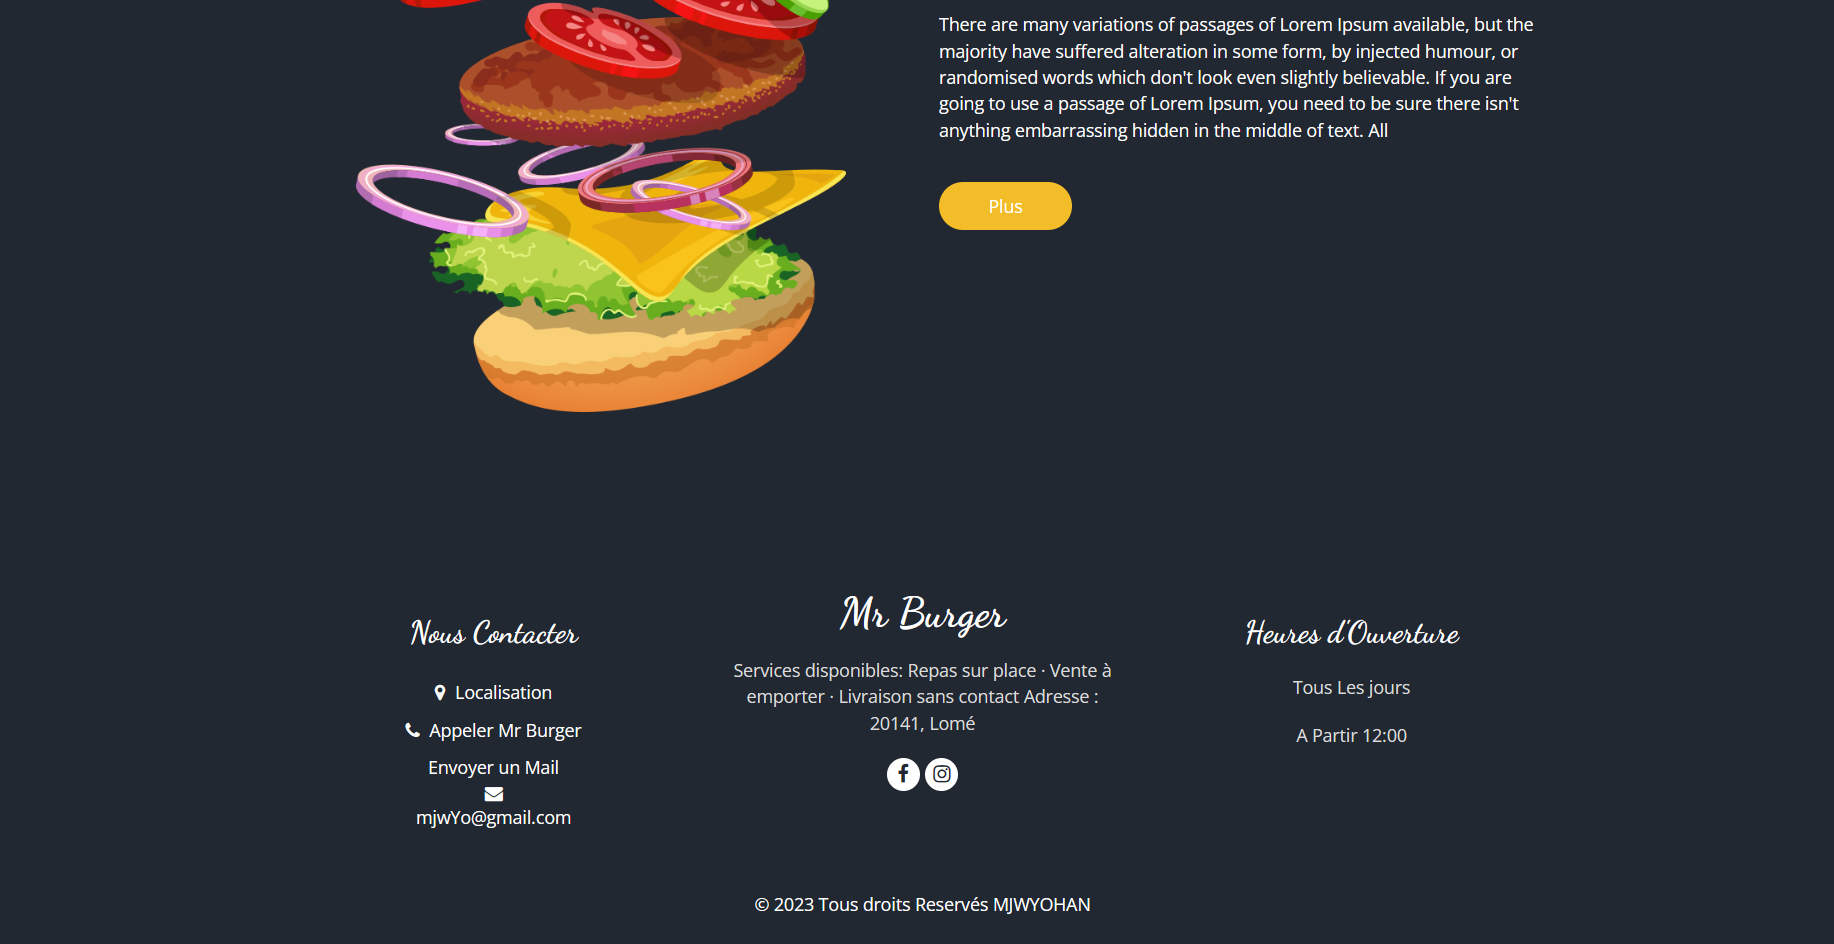 There are many variations of passages of Lorem Ipsum available, but the
majority have suffered alteration in some form, by injected humour, or
randomised words which don't look even slightly believable. If you are
going to use a passage of Lorem Ipsum, you need to be sure there isn't
anything embarrassing hidden in the middle of text. All
Plus
Nous Contacter
Localisation
Appeler Mr Burger
Envoyer un Mail
mjwYo@gmail.com
Mr Burger
Services disponibles: Repas sur place · Vente à
emporter · Livraison sans contact Adresse :
20141, Lomé
Heures d'Ouverture
Tous Les jours
A Partir 12:00
© 2023 Tous droits Reservés MJWYOHAN